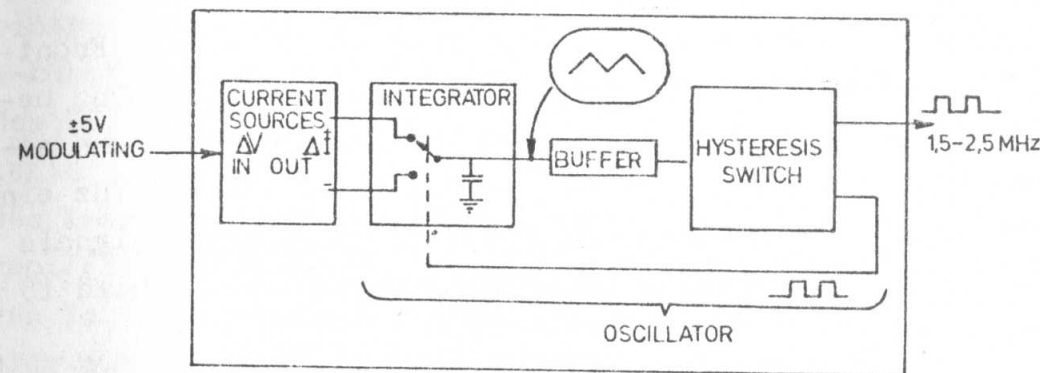 ±5V
MODULATING
CURRENT
SOURCES
ΔV ΔI
IN OUT
+
-
INTEGRATOR
BUFFER
HYSTERESIS
SWITCH
1,5-2,5 MHz
OSCILLATOR